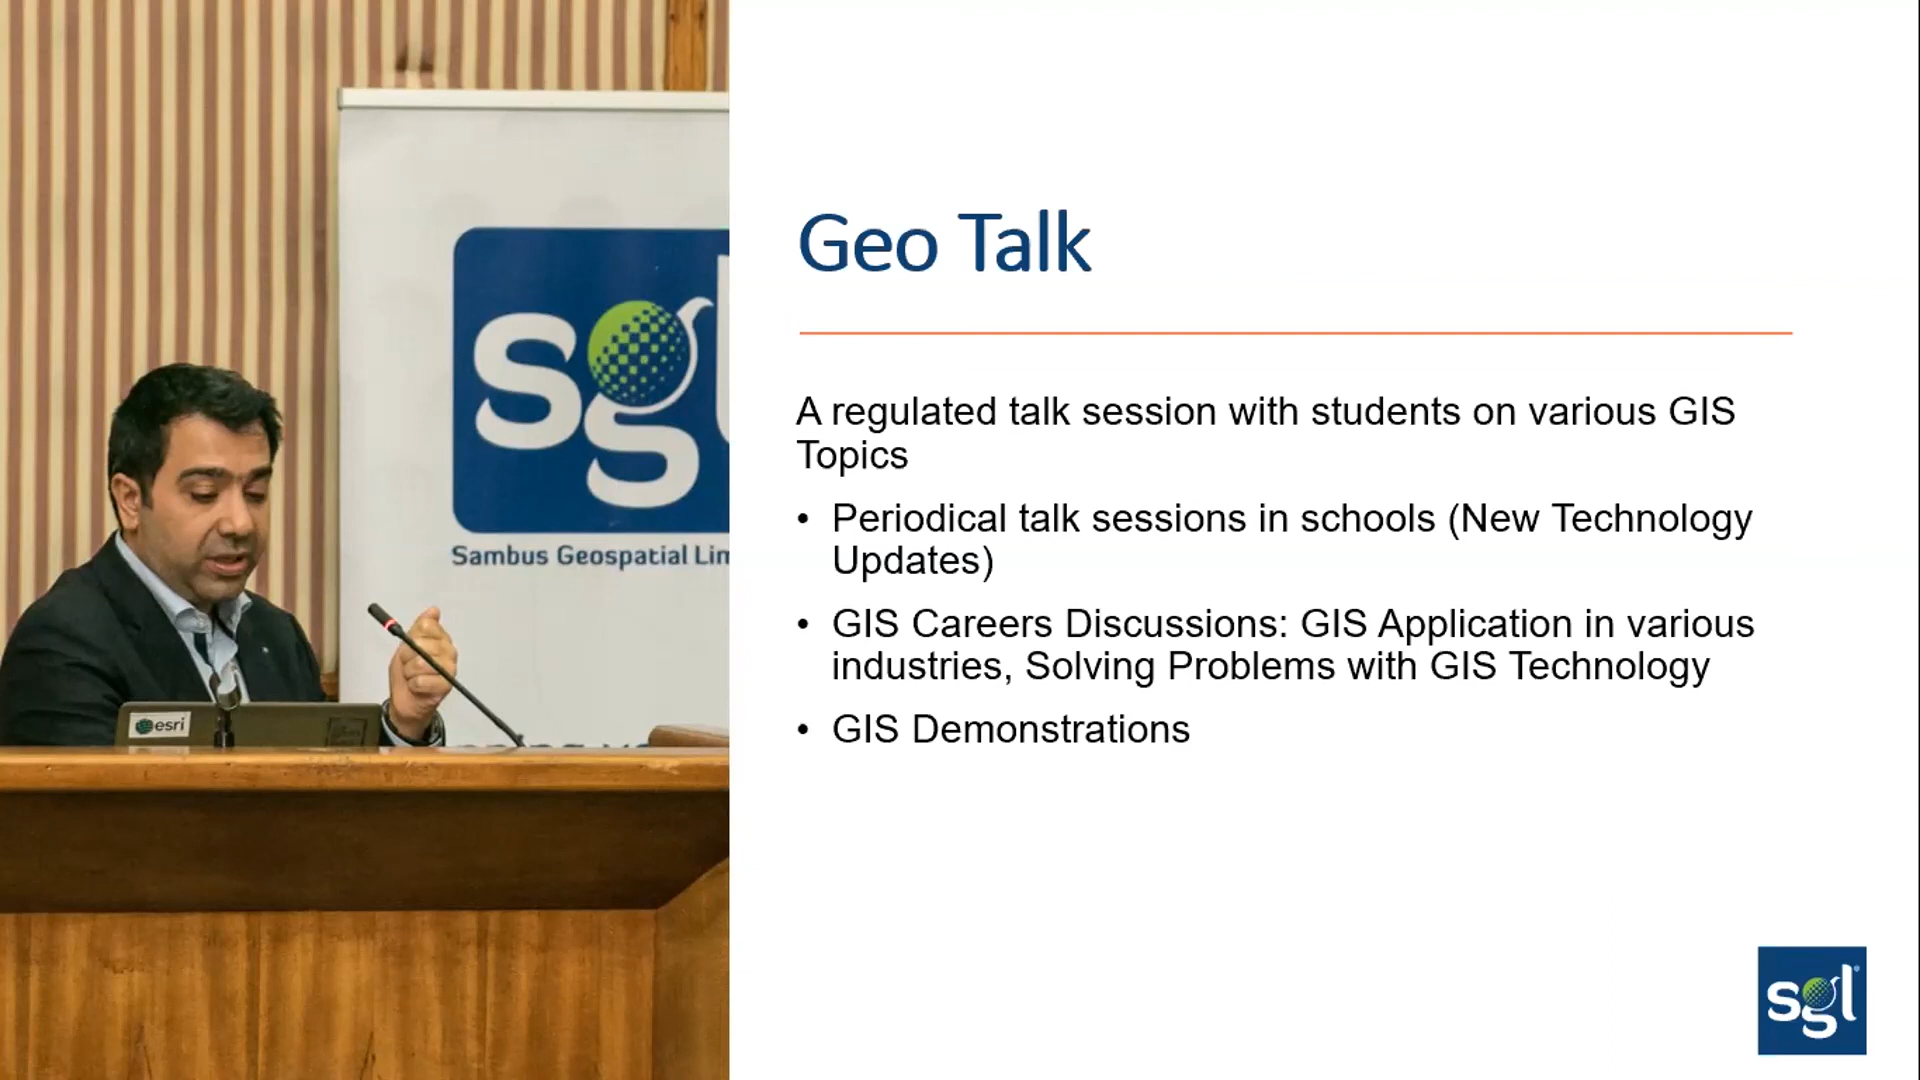 sgl
Sambus Geospatial Lim
esri
Geo Talk
A regulated talk session with students on various GIS
Topics
• Periodical talk sessions in schools (New Technology
Updates)
• GIS Careers Discussions: GIS Application in various
industries, Solving Problems with GIS Technology
• GIS Demonstrations
sgl